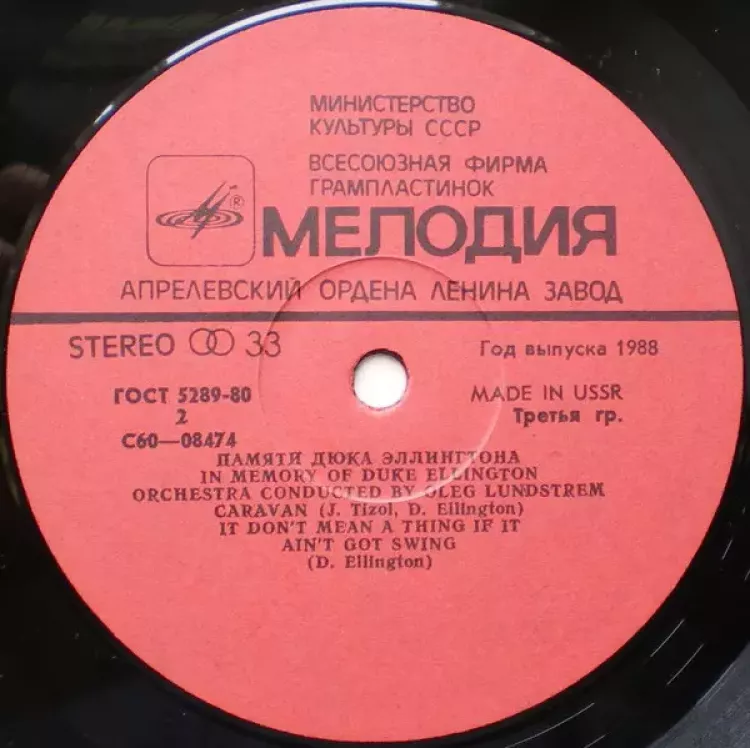 МИНИСТЕРСТВО
КУЛЬТУРЫ СССР
ВСЕСОЮЗНАЯ ФИРМА
ГРАМПЛАСТИНОК
®
МЕЛОДИЯ
АПРЕЛЕВСКИЙ ОРДЕНА ЛЕНИНА ЗАВОД
STEREO 33
Год выпуска 1988
ГОСТ 5289-80
MADE IN USSR
2
Третья гр.
С60—08474
ПАМЯТИ ДЮКА ЭЛЛИНГТОНА
IN MEMORY OF DUKE ELLINGTON
ORCHESTRA CONDUCTED BY OLEG LUNDSTREM
CARAVAN (J. Tizol, D. Ellington)
IT DON'T MEAN A THING IF IT
AIN'T GOT SWING
(D. Ellington)